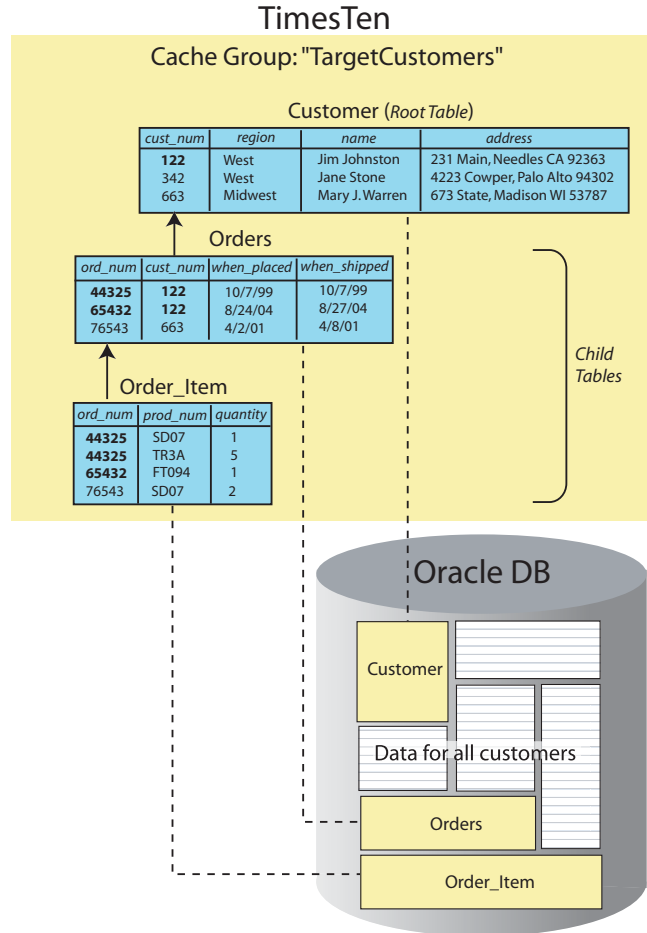 TimesTen
Cache Group: "TargetCustomers"
Customer (Root Table)
cust_num region name address
122 West Jim Johnston 231 Main, Needles CA 92363
342 West Jane Stone 4223 Cowper, Palo Alto 94302
663 Midwest Mary J. Warren 673 State, Madison WI 53787
Orders
ord_num cust_num when_placed when_shipped
44325 122 10/7/99 10/7/99
65432 122 8/24/04 8/27/04
76543 663 4/2/01 4/8/01
Child
Tables
Order_Item
ord_num prod_num quantity
44325 SD07 1
44325 TR3A 5
65432 FT094 1
76543 SD07 2
Oracle DB
Customer
Data for all customers
Orders
Order_Item